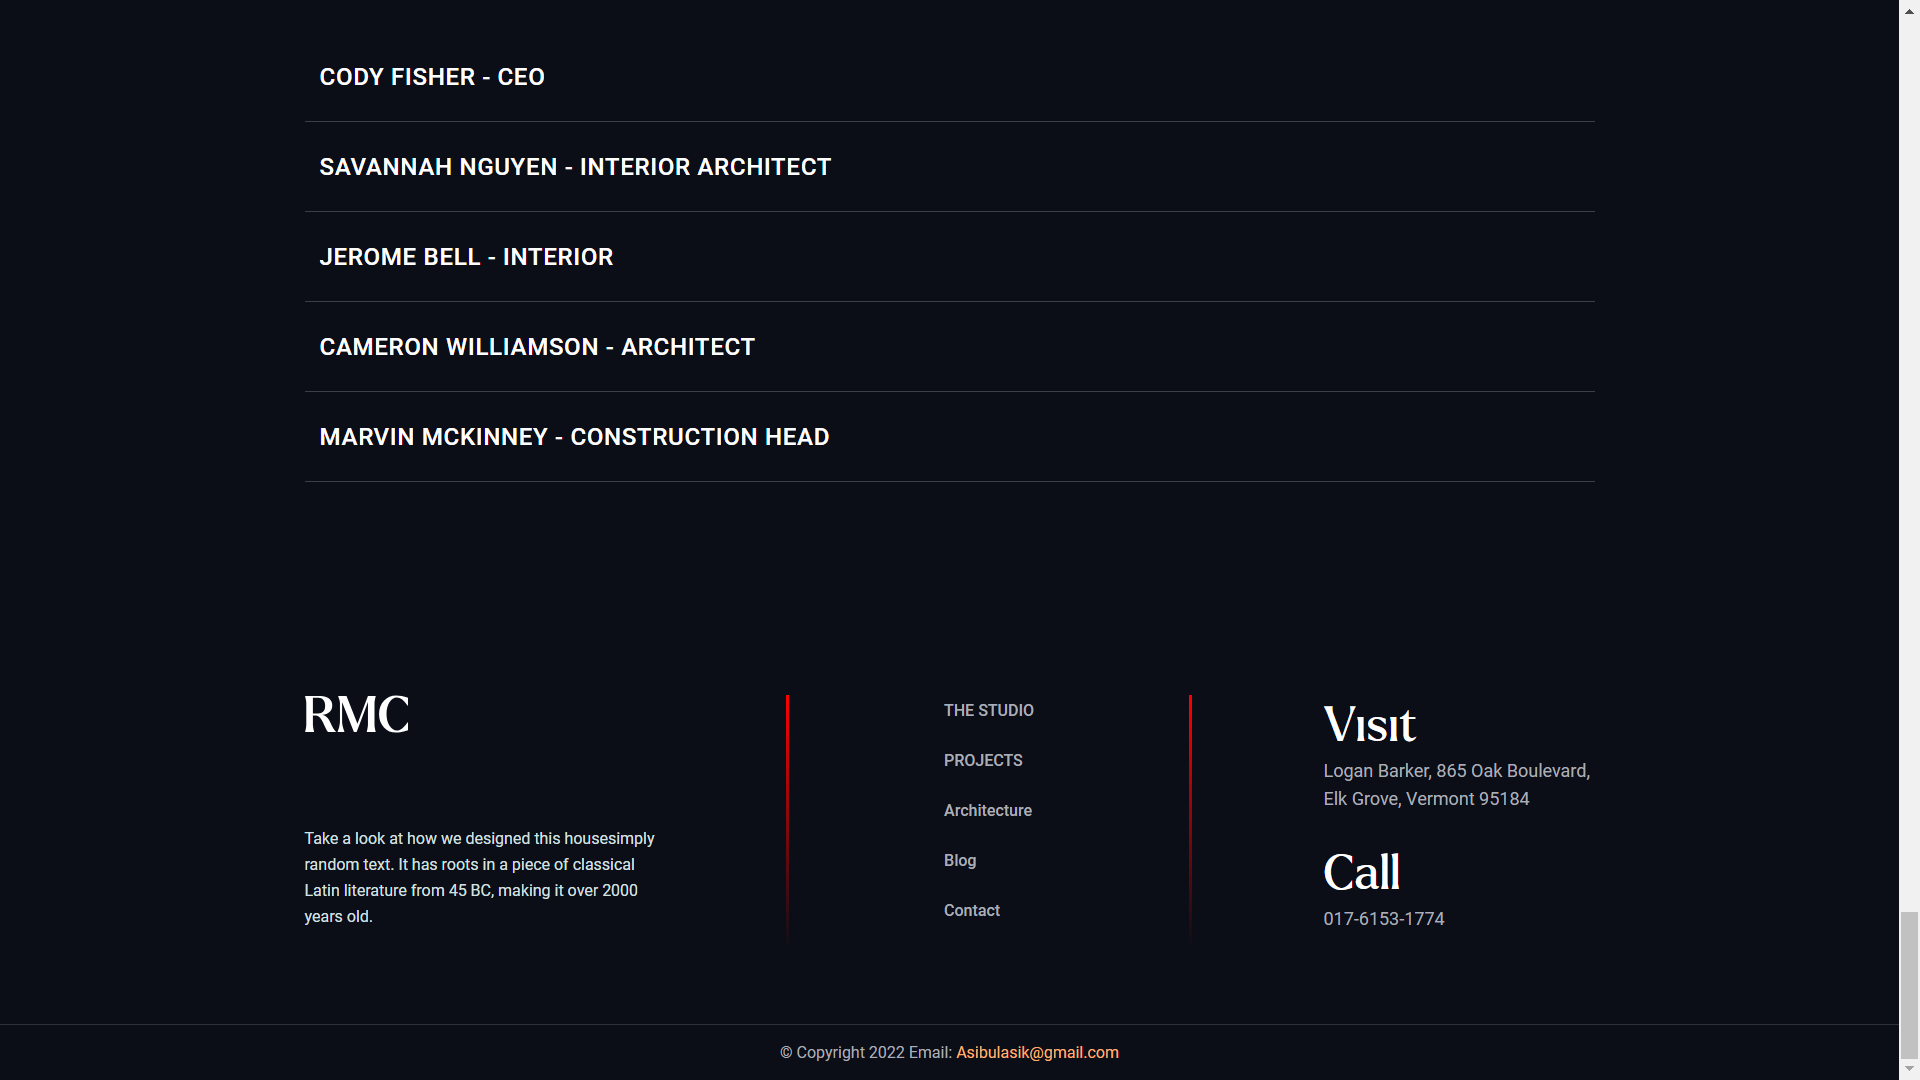 CODY FISHER - CEO
SAVANNAH NGUYEN - INTERIOR ARCHITECT
JEROME BELL - INTERIOR
CAMERON WILLIAMSON - ARCHITECT
MARVIN MCKINNEY - CONSTRUCTION HEAD
RMC
Take a look at how we designed this housesimply
random text. It has roots in a piece of classical
Latin literature from 45 BC, making it over 2000
years old.
THE STUDIO
PROJECTS
Architecture
Blog
Contact
Visit
Logan Barker, 865 Oak Boulevard,
Elk Grove, Vermont 95184
Call
017-6153-1774
© Copyright 2022 Email: Asibulasik@gmail.com